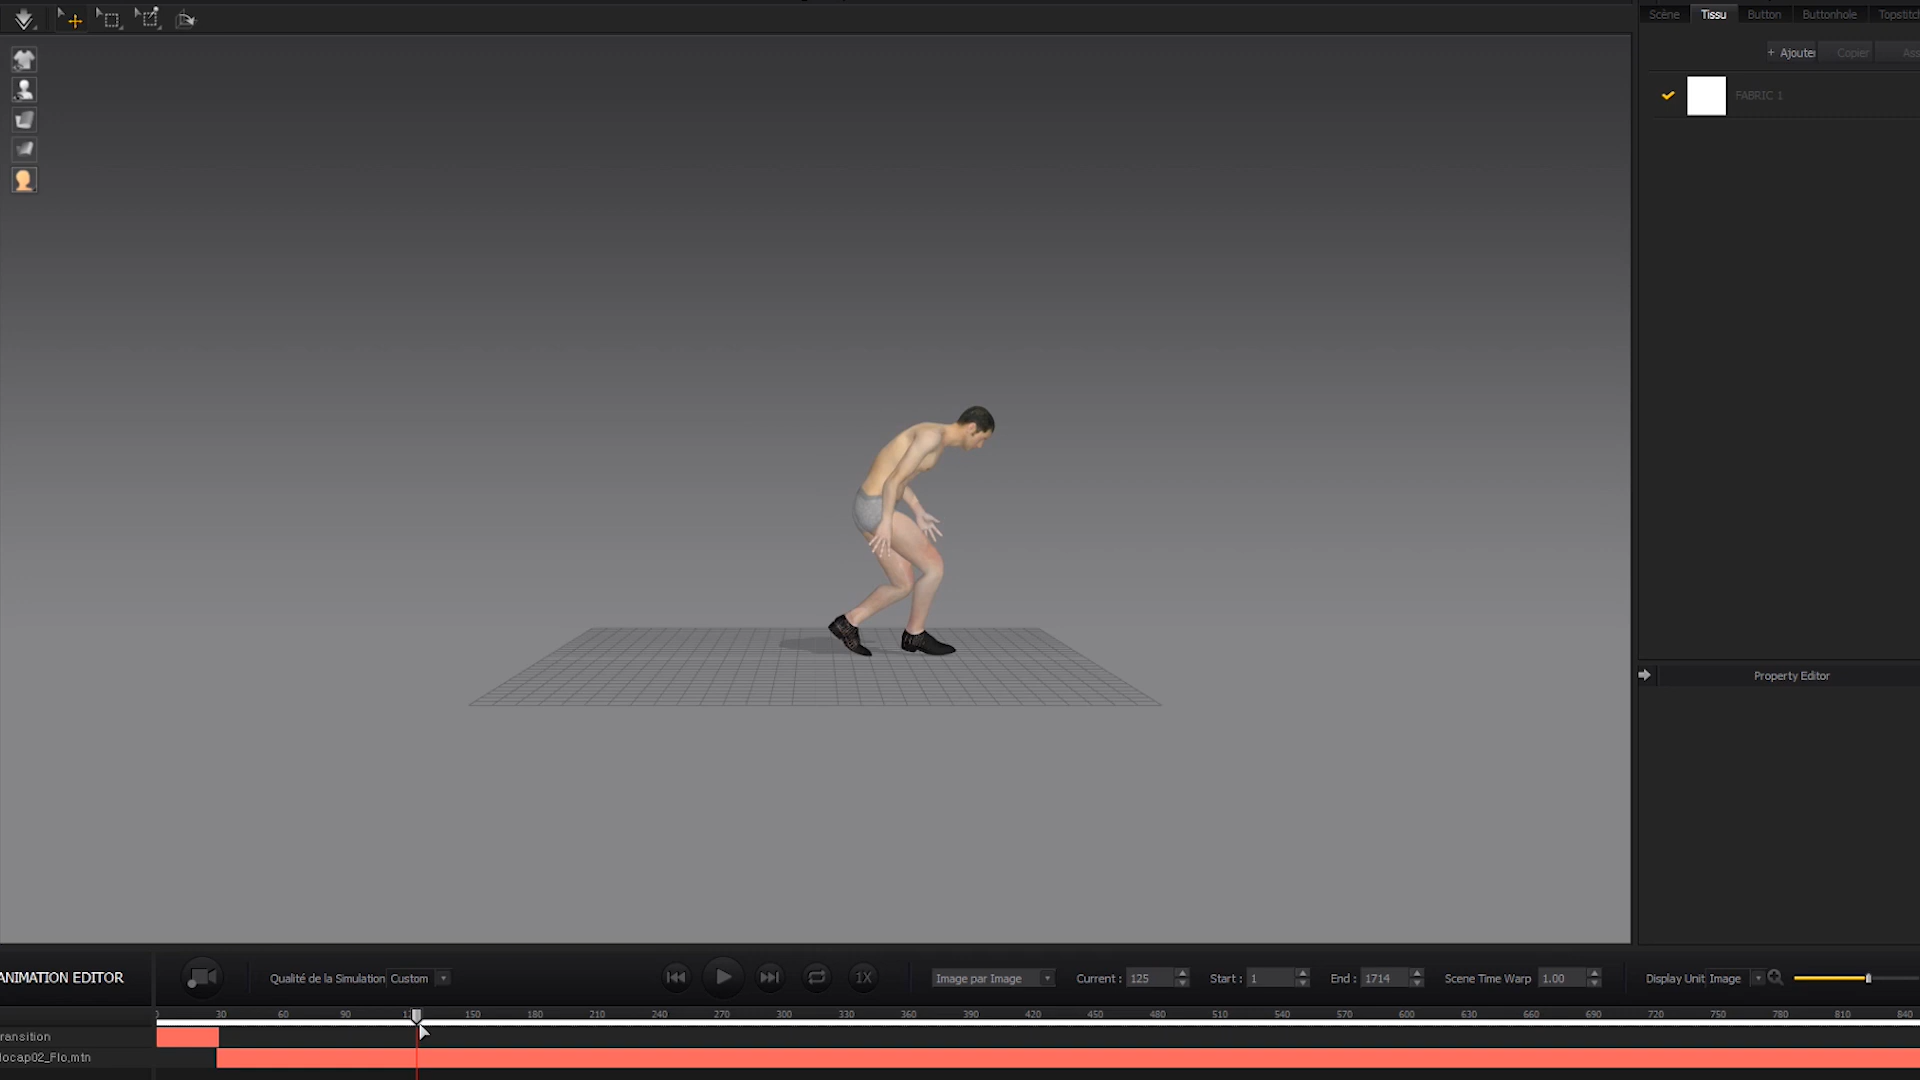 Scène Tissu Button Buttonhole Topstitc
+ Ajouter Copier Ass
FABRIC 1
Property Editor
ANIMATION EDITOR Qualité de la Simulation Custom 1X Image par Image Current : 125 Start : 1 End : 1714 Scene Time Warp 1.00 Display Unit Image
30 60 90 150 180 210 240 270 300 330 360 390 420 450 480 510 540 570 600 630 660 690 720 750 780 810 840
ransition
locap02_Flo.mtn